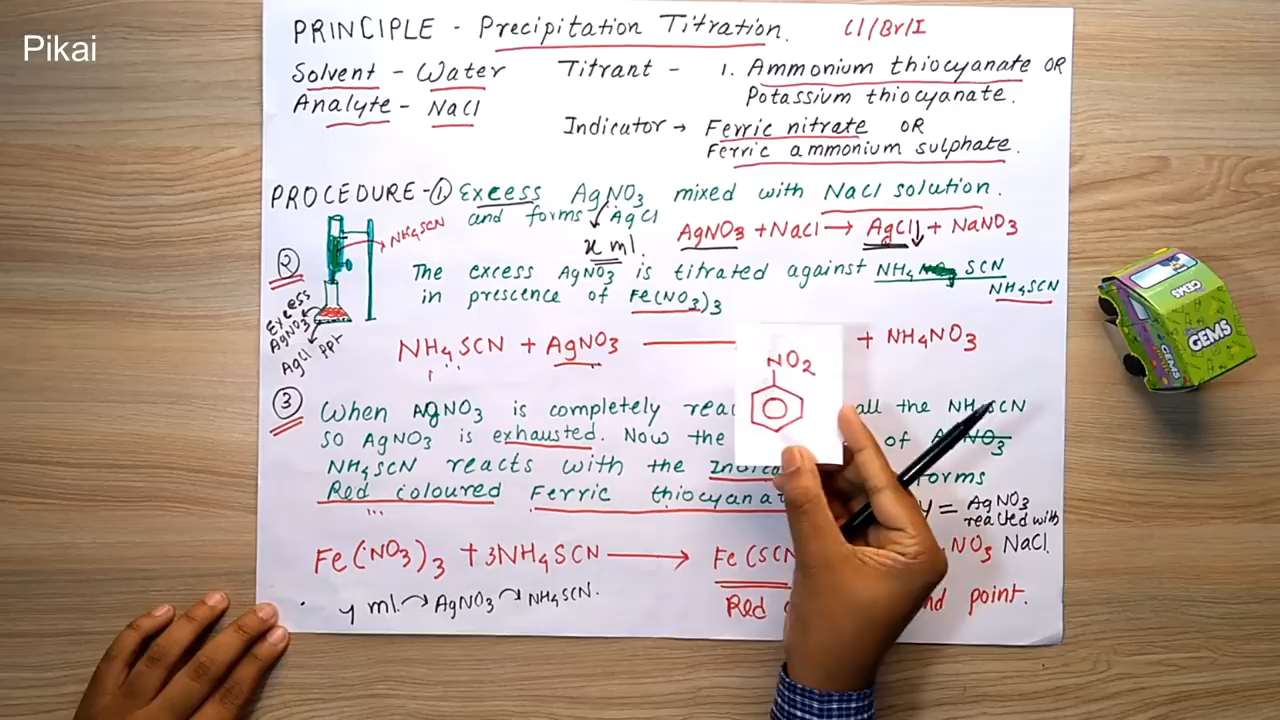 Pikai
PRINCIPLE - Precipitation Titration. Cl/Br/I
Solvent - Water Titrant - 1. Ammonium thiocyanate OR
Analyte - NaCl Potassium thiocyanate.
Indicator → Ferric nitrate OR
Ferric ammonium sulphate.
PROCEDURE - ① Excess AgNO3 mixed with NaCl solution.
and forms AgCl
x ml.
AgNO3 + NaCl → AgCl↓ + NaNO3
NH4SCN
② The excess AgNO3 is titrated against NH4 SCN
NH4SCN
in prescence of Fe(NO3)3
Excess
AgNO3
AgCl PPt
NH4SCN + AgNO3 + NH4NO3
NO2
③ When AgNO3 is completely all the NH4SCN
so AgNO3 is exhausted. Now the of AgNO3
NH4SCN reacts with the forms
Red coloured Ferric
y = AgNO3
reacted with
NaCl.
Fe(NO3)3 + 3NH4SCN → Fe(SCN NO3
y ml. → AgNO3 → NH4SCN.
Red point.